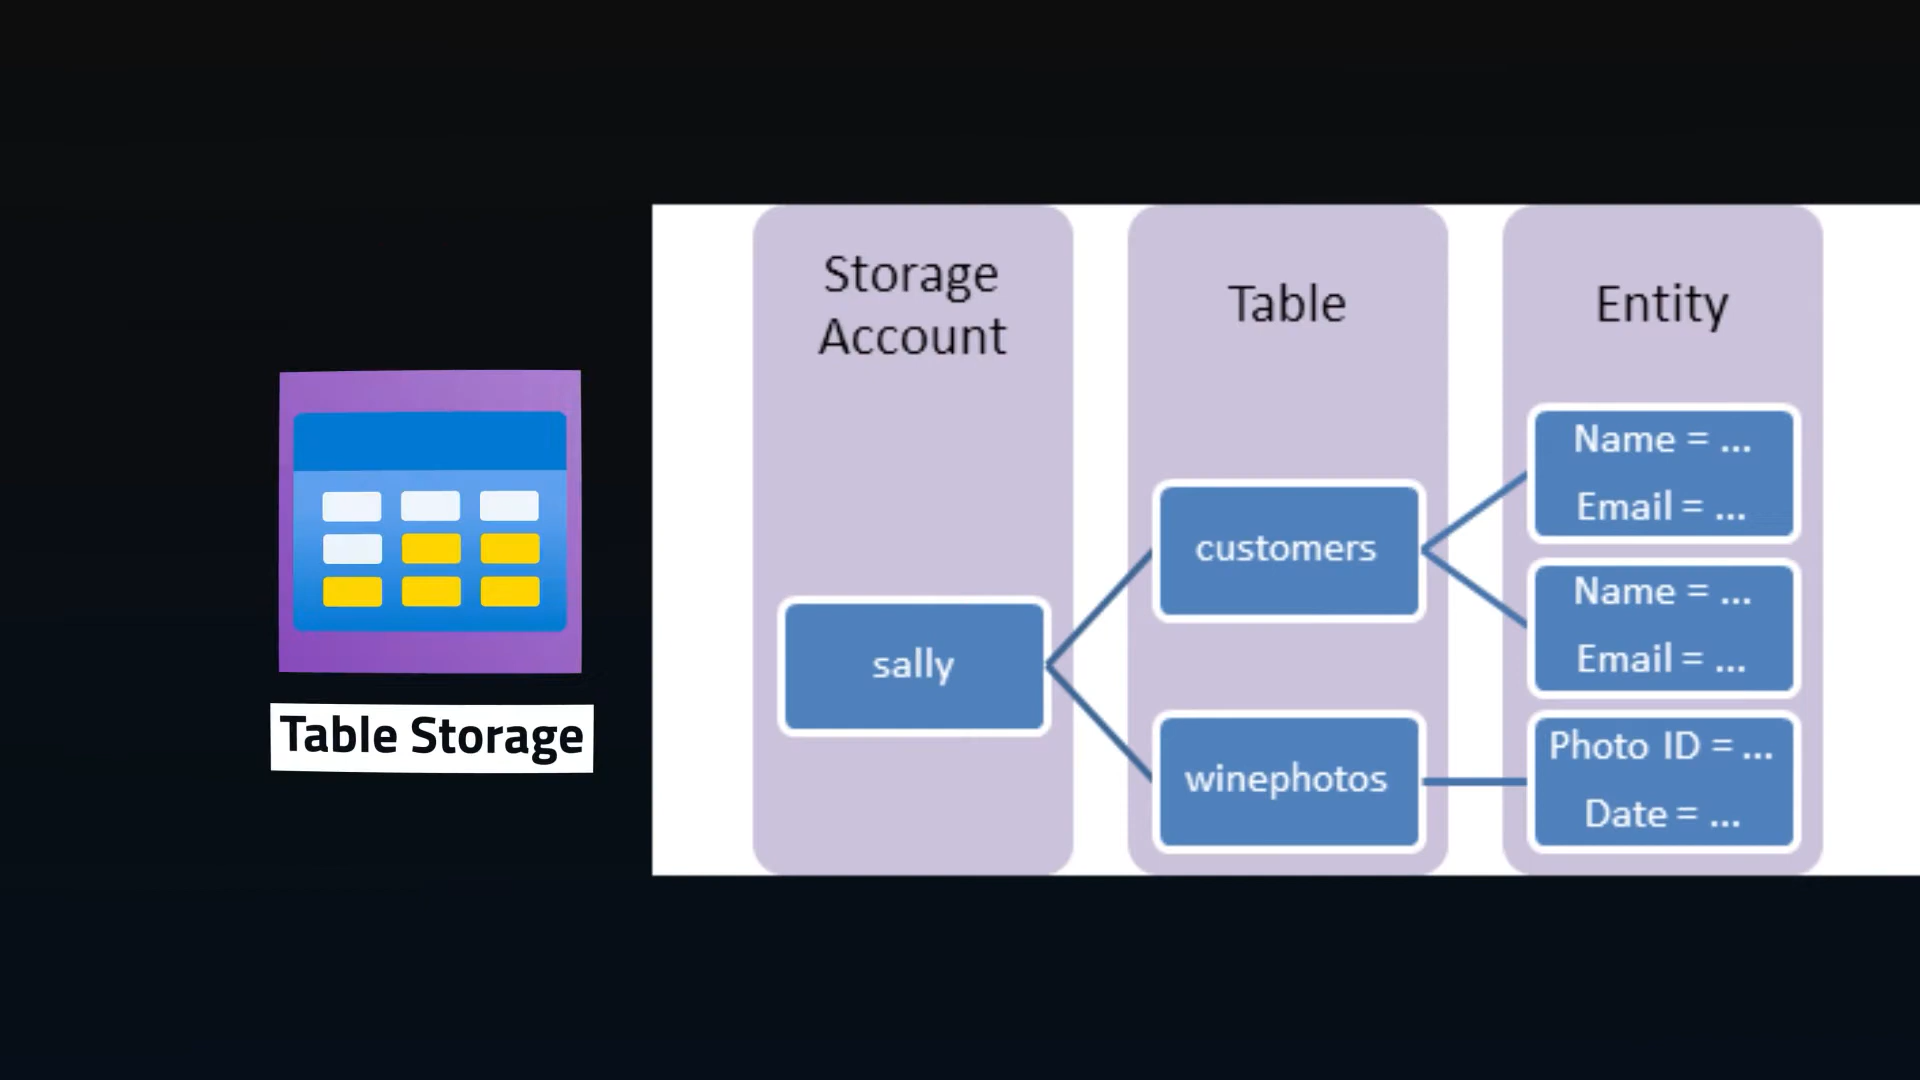 Table Storage
Storage
Account
sally
Table
customers
winephotos
Entity
Name = ...
Email = ...
Name = ...
Email = ...
Photo ID = ...
Date = ...